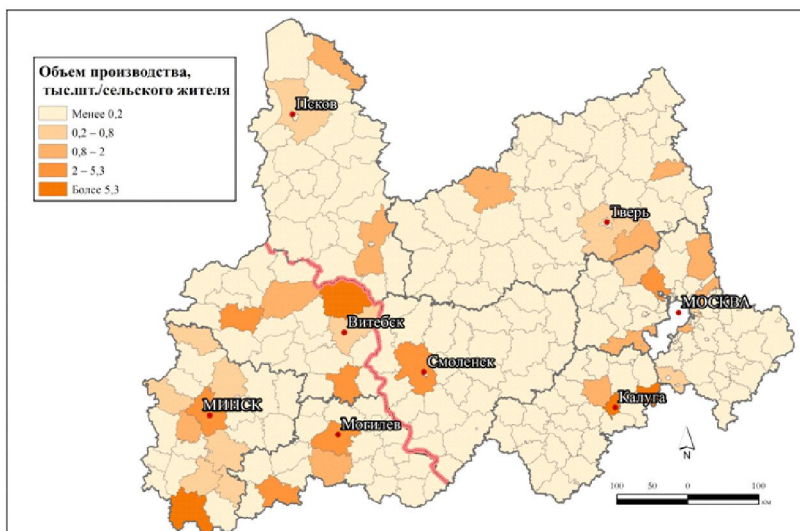 Объем производства,
тыс.шт./сельского жителя
Менее 0,2
0,2 – 0,8
0,8 – 2
2 – 5,3
Более 5,3
Псков
Тверь
МОСКВА
Витебск
Смоленск
МИНСК
Калуга
Могилев
N
100 50 0 100
км